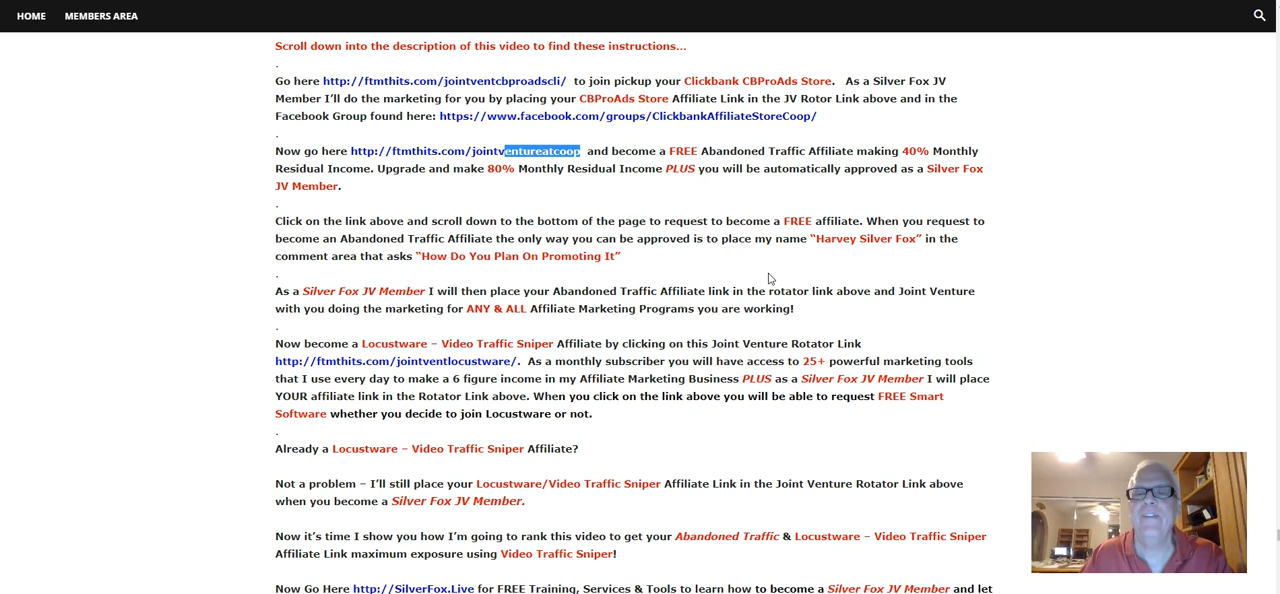 HOME MEMBERS AREA
Scroll down into the description of this video to find these instructions...
.
Go here http://ftmthits.com/jointventcbproadscli/ to join pickup your Clickbank CBProAds Store. As a Silver Fox JV
Member I'll do the marketing for you by placing your CBProAds Store Affiliate Link in the JV Rotor Link above and in the
Facebook Group found here: https://www.facebook.com/groups/ClickbankAffiliateStoreCoop/
.
Now go here http://ftmthits.com/jointventureatcoop and become a FREE Abandoned Traffic Affiliate making 40% Monthly
Residual Income. Upgrade and make 80% Monthly Residual Income PLUS you will be automatically approved as a Silver Fox
JV Member.
.
Click on the link above and scroll down to the bottom of the page to request to become a FREE affiliate. When you request to
become an Abandoned Traffic Affiliate the only way you can be approved is to place my name "Harvey Silver Fox" in the
comment area that asks "How Do You Plan On Promoting It"
.
As a Silver Fox JV Member I will then place your Abandoned Traffic Affiliate link in the rotator link above and Joint Venture
with you doing the marketing for ANY & ALL Affiliate Marketing Programs you are working!
.
Now become a Locustware – Video Traffic Sniper Affiliate by clicking on this Joint Venture Rotator Link
http://ftmthits.com/jointventlocustware/. As a monthly subscriber you will have access to 25+ powerful marketing tools
that I use every day to make a 6 figure income in my Affiliate Marketing Business PLUS as a Silver Fox JV Member I will place
YOUR affiliate link in the Rotator Link above. When you click on the link above you will be able to request FREE Smart
Software whether you decide to join Locustware or not.
.
Already a Locustware – Video Traffic Sniper Affiliate?
Not a problem – I'll still place your Locustware/Video Traffic Sniper Affiliate Link in the Joint Venture Rotator Link above
when you become a Silver Fox JV Member.
Now it's time I show you how I'm going to rank this video to get your Abandoned Traffic & Locustware – Video Traffic Sniper
Affiliate Link maximum exposure using Video Traffic Sniper!
Now Go Here http://SilverFox.Live for FREE Training, Services & Tools to learn how to become a Silver Fox JV Member and let